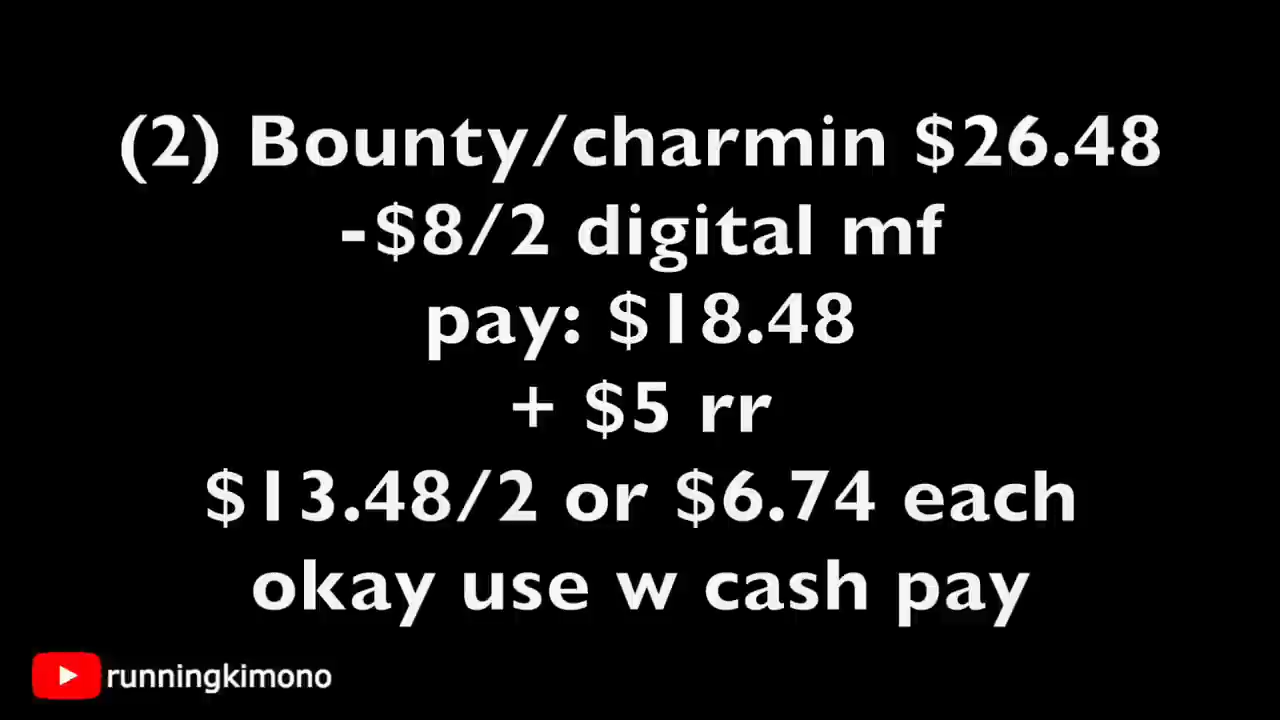 (2) Bounty/charmin $26.48
-$8/2 digital mf
pay: $18.48
+ $5 rr
$13.48/2 or $6.74 each
okay use w cash pay
runningkimono